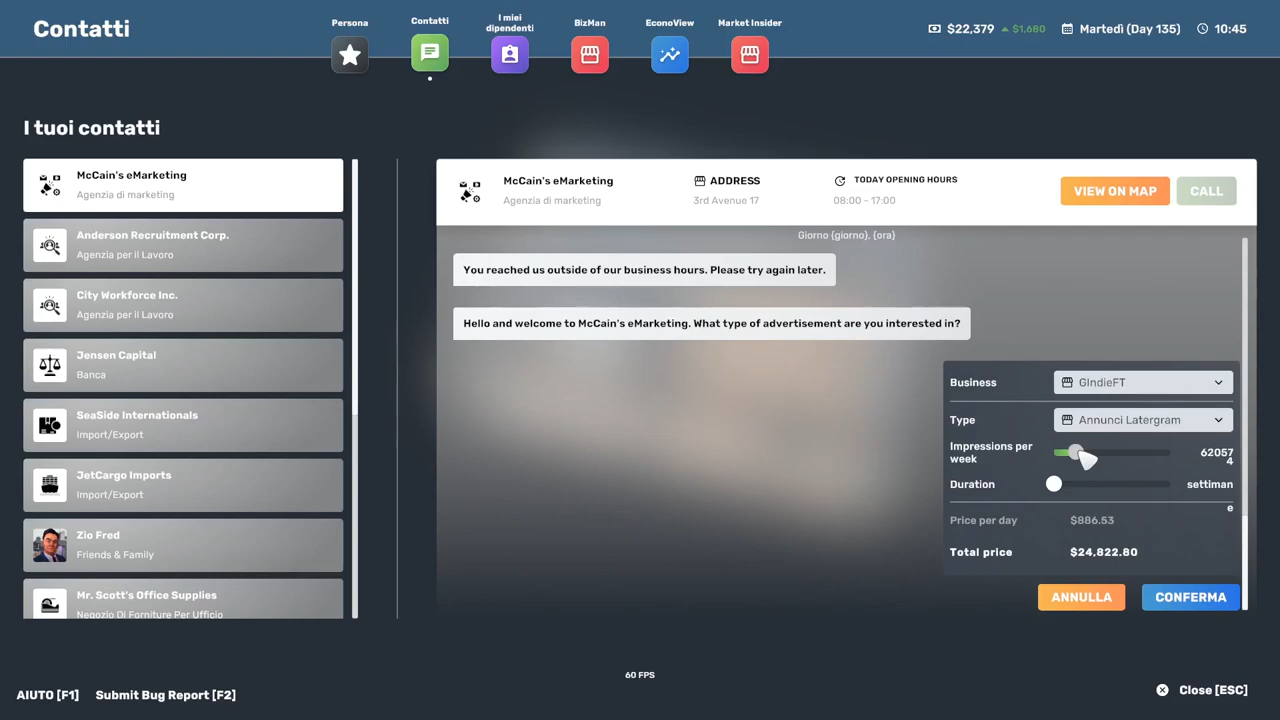 Contatti
Persona
Contatti
I miei
dipendenti
BizMan
EconoView
Market Insider
$22,379
$1,680
Martedì (Day 135)
10:45
I tuoi contatti
McCain's eMarketing
Agenzia di marketing
Anderson Recruitment Corp.
Agenzia per il Lavoro
City Workforce Inc.
Agenzia per il Lavoro
Jensen Capital
Banca
SeaSide Internationals
Import/Export
JetCargo Imports
Import/Export
Zio Fred
Friends & Family
Mr. Scott's Office Supplies
Negozio Di Forniture Per Ufficio
McCain's eMarketing
Agenzia di marketing
ADDRESS
3rd Avenue 17
TODAY OPENING HOURS
08:00 - 17:00
VIEW ON MAP
CALL
Giorno {giorno}, {ora}
You reached us outside of our business hours. Please try again later.
Hello and welcome to McCain's eMarketing. What type of advertisement are you interested in?
Business
GIndieFT
Type
Annunci Latergram
Impressions per
week
62057
4
Duration
settiman
e
Price per day
$886.53
Total price
$24,822.80
ANNULLA
CONFERMA
60 FPS
AIUTO [F1]
Submit Bug Report [F2]
Close [ESC]